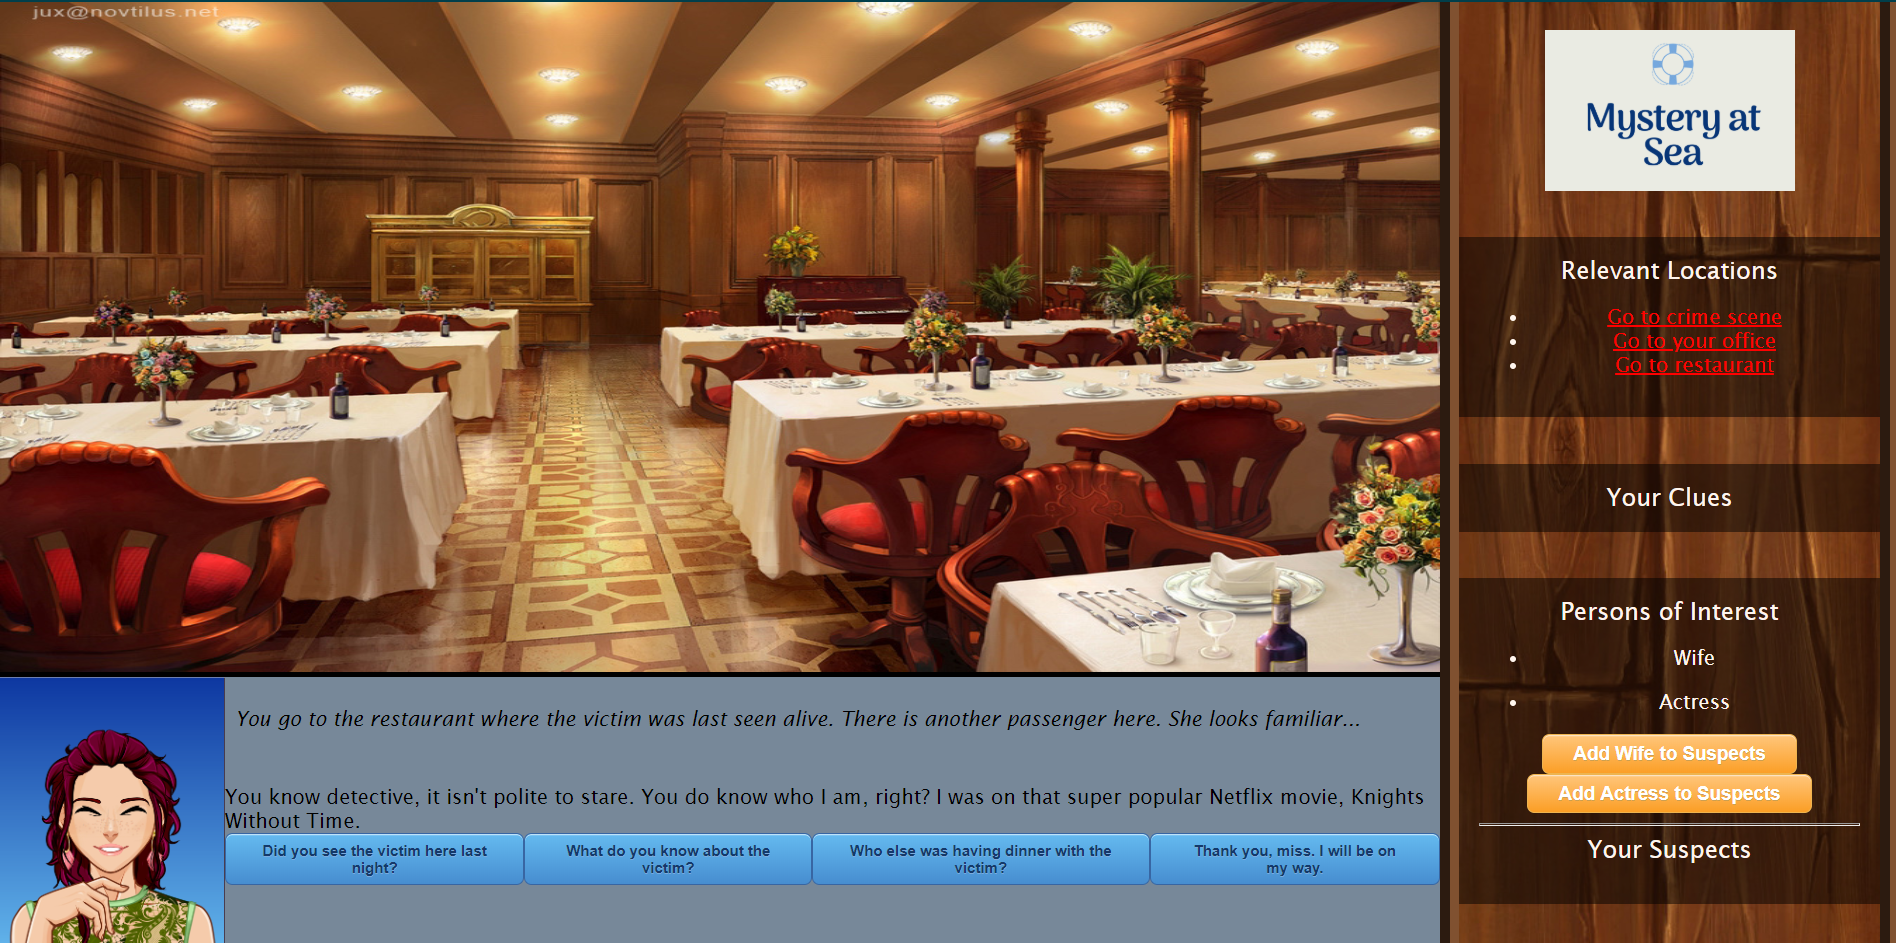 jux@novtilus.net
You go to the restaurant where the victim was last seen alive. There is another passenger here. She looks familiar...
You know detective, it isn't polite to stare. You do know who I am, right? I was on that super popular Netflix movie, Knights
Without Time.
Did you see the victim here last
night?
What do you know about the
victim?
Who else was having dinner with the
victim?
Thank you, miss. I will be on
my way.
Mystery at
Sea
Relevant Locations
Go to crime scene
Go to your office
Go to restaurant
Your Clues
Persons of Interest
Wife
Actress
Add Wife to Suspects
Add Actress to Suspects
Your Suspects